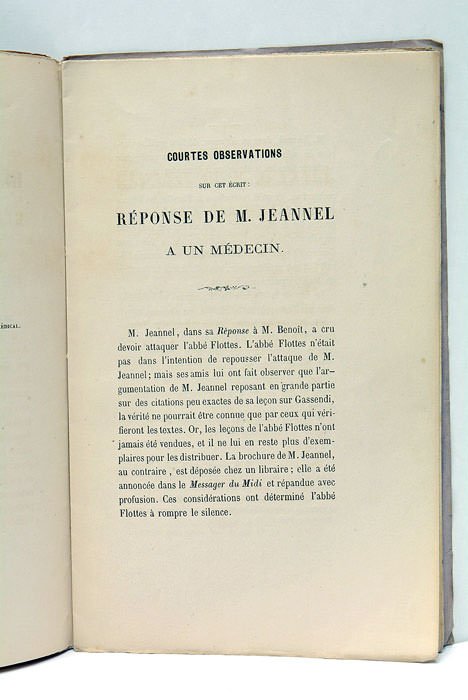 ÉDICAL.
COURTES OBSERVATIONS
SUR CET ÉCRIT:
RÉPONSE DE M. JEANNEL
A UN MÉDECIN.
M. Jeannel, dans sa Réponse à M. Benoît, a cru
devoir attaquer l'abbé Flottes. L'abbé Flottes n'était
pas dans l'intention de repousser l'attaque de M.
Jeannel; mais ses amis lui ont fait observer que l'ar-
gumentation de M. Jeannel reposant en grande partie
sur des citations peu exactes de sa leçon sur Gassendi,
la vérité ne pourrait être connue que par ceux qui véri-
fieront les textes. Or, les leçons de l'abbé Flottes n'ont
jamais été vendues, et il ne lui en reste plus d'exem-
plaires pour les distribuer. La brochure de M. Jeannel,
au contraire, est déposée chez un libraire; elle a été
annoncée dans le Messager du Midi et répandue avec
profusion. Ces considérations ont déterminé l'abbé
Flottes à rompre le silence.